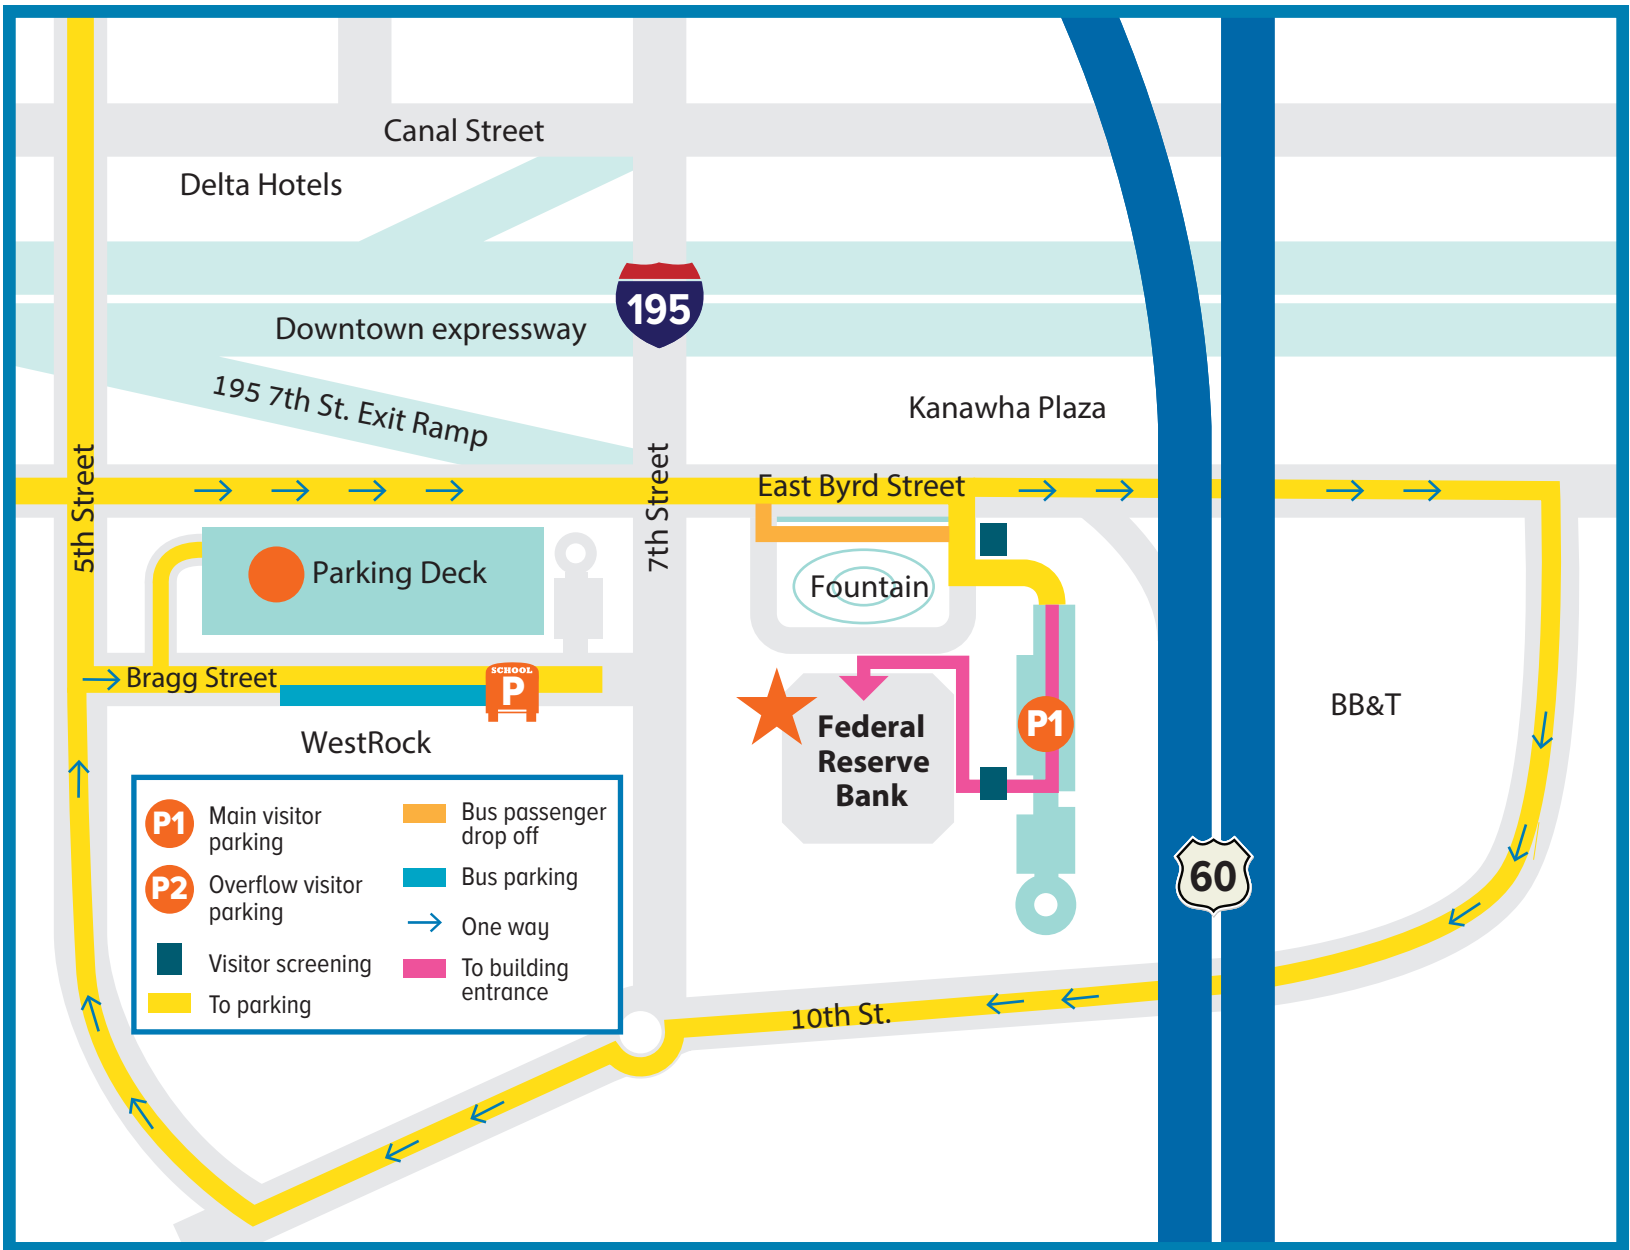 Canal Street
Delta Hotels
195
Downtown expressway
195 7th St. Exit Ramp
Kanawha Plaza
5th Street
7th Street
East Byrd Street
Parking Deck
Fountain
Bragg Street
SCHOOL
P
WestRock
Federal
Reserve
Bank
P1
BB&T
P1
Main visitor
parking
P2
Overflow visitor
parking
Visitor screening
To parking
Bus passenger
drop off
Bus parking
One way
To building
entrance
60
10th St.